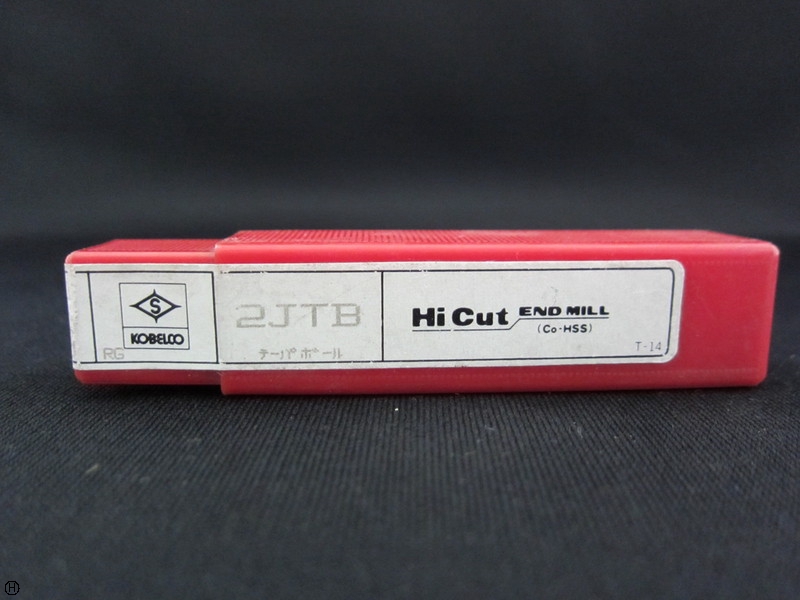 S
KOBELCO
RG
2JTB
テーパボール
Hi Cut END MILL
(Co-HSS)
T-14
H